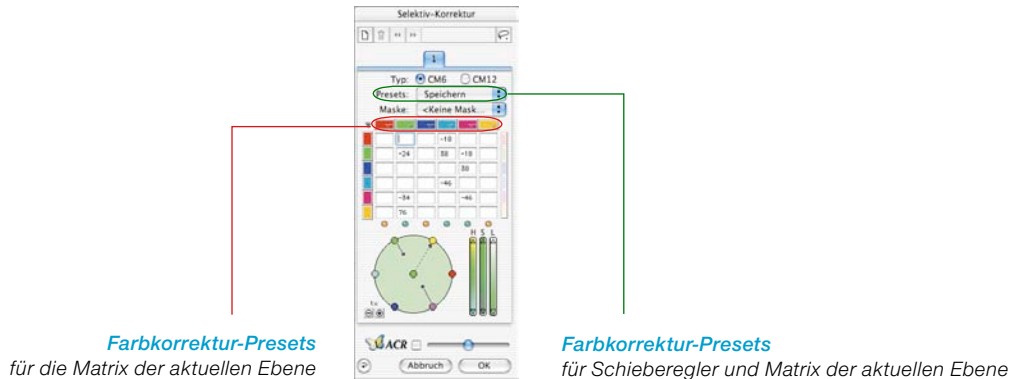 Selektiv-Korrektur
1
Typ: CM6 CM12
Presets: Speichern
Maske: <Keine Mask...
-18
-24 38 -18
38
-46
-34 -46
76
H S L
1x
ACR
Abbruch OK
Farbkorrektur-Presets
für die Matrix der aktuellen Ebene
Farbkorrektur-Presets
für Schieberegler und Matrix der aktuellen Ebene